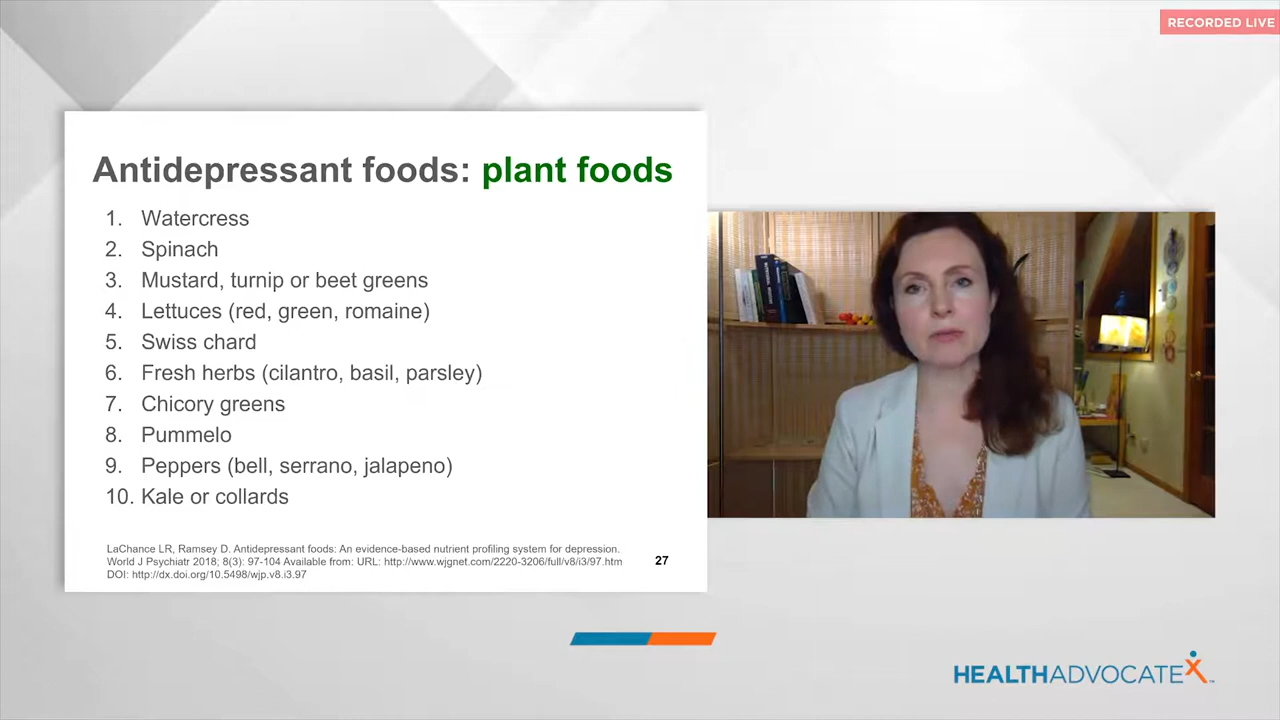 RECORDED LIVE
Antidepressant foods: plant foods
1. Watercress
2. Spinach
3. Mustard, turnip or beet greens
4. Lettuces (red, green, romaine)
5. Swiss chard
6. Fresh herbs (cilantro, basil, parsley)
7. Chicory greens
8. Pummelo
9. Peppers (bell, serrano, jalapeno)
10. Kale or collards
LaChance LR, Ramsey D. Antidepressant foods: An evidence-based nutrient profiling system for depression.
World J Psychiatr 2018; 8(3): 97-104 Available from: URL: http://www.wjgnet.com/2220-3206/full/v8/i3/97.htm
DOI: http://dx.doi.org/10.5498/wjp.v8.i3.97
27
HEALTHADVOCATEX™